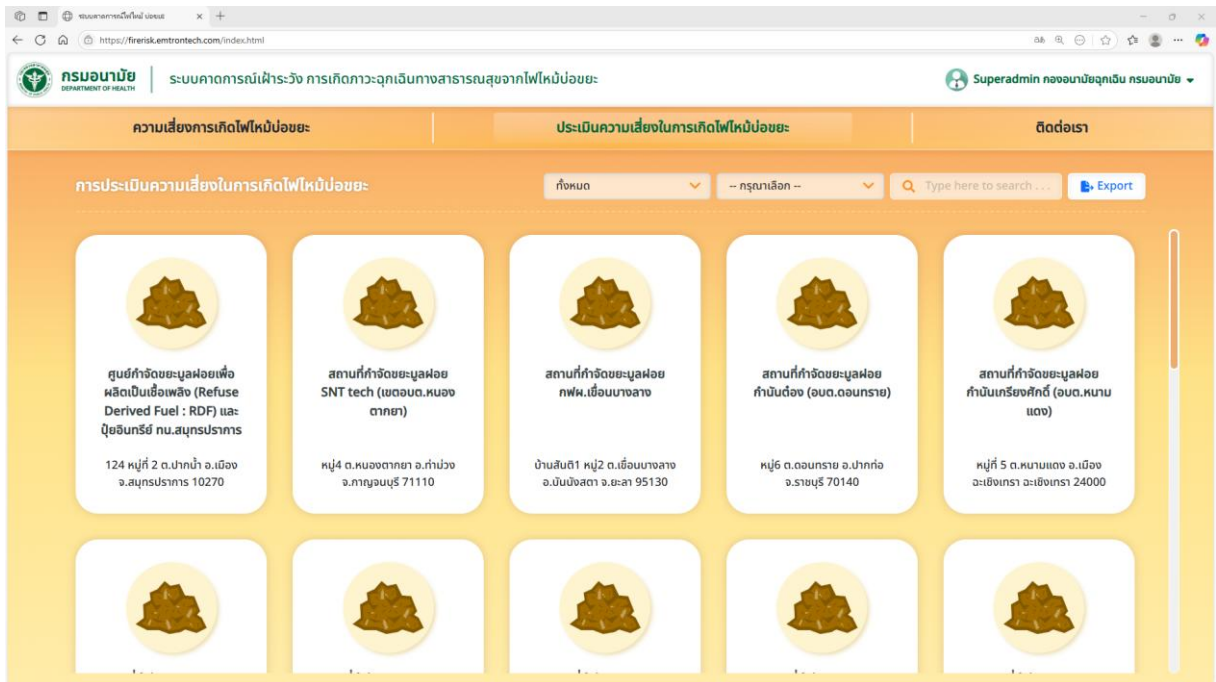 ระบบคาดการณ์ไฟไหม้ บ่อขยะ
https://firerisk.emtrontech.com/index.html
กรมอนามัย
DEPARTMENT OF HEALTH
ระบบคาดการณ์เฝ้าระวัง การเกิดภาวะฉุกเฉินทางสาธารณสุขจากไฟไหม้บ่อขยะ
Superadmin กองอนามัยฉุกเฉิน กรมอนามัย
ความเสี่ยงการเกิดไฟไหม้บ่อขยะ
ประเมินความเสี่ยงในการเกิดไฟไหม้บ่อขยะ
ติดต่อเรา
การประเมินความเสี่ยงในการเกิดไฟไหม้บ่อขยะ
ทั้งหมด
-- กรุณาเลือก --
Type here to search . . .
Export
ศูนย์กำจัดขยะมูลฝอยเพื่อ
ผลิตเป็นเชื้อเพลิง (Refuse
Derived Fuel : RDF) และ
ปุ๋ยอินทรีย์ ทน.สมุทรปราการ
124 หมู่ที่ 2 ต.ปากน้ำ อ.เมือง
จ.สมุทรปราการ 10270
สถานที่กำจัดขยะมูลฝอย
SNT tech (เขตอบต.หนอง
ตากยา)
หมู่4 ต.หนองตากยา อ.ท่าม่วง
จ.กาญจนบุรี 71110
สถานที่กำจัดขยะมูลฝอย
กฟผ.เขื่อนบางลาง
บ้านสันติ1 หมู่2 ต.เขื่อนบางลาง
อ.บันนังสตา จ.ยะลา 95130
สถานที่กำจัดขยะมูลฝอย
กำนันต๋อง (อบต.ดอนทราย)
หมู่6 ต.ดอนทราย อ.ปากท่อ
จ.ราชบุรี 70140
สถานที่กำจัดขยะมูลฝอย
กำนันเกรียงศักดิ์ (อบต.หนาม
แดง)
หมู่ที่ 5 ต.หนามแดง อ.เมือง
ฉะเชิงเทรา ฉะเชิงเทรา 24000